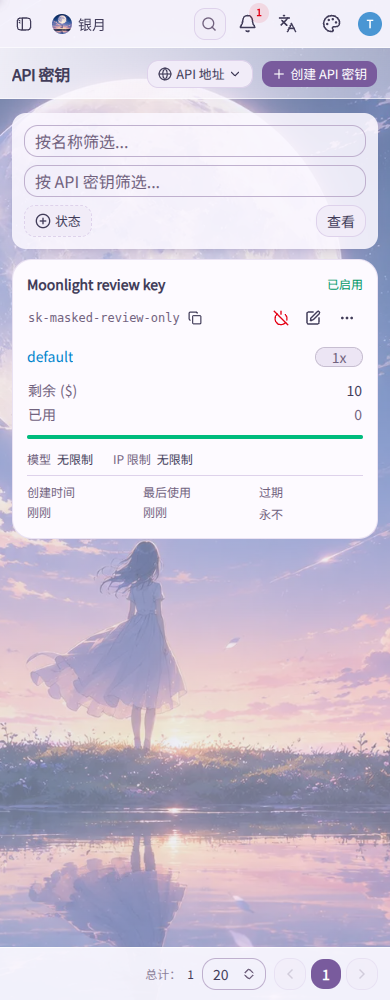 银月
1
T
API 密钥
API 地址
创建 API 密钥
按名称筛选...
按 API 密钥筛选...
状态
查看
Moonlight review key
已启用
sk-masked-review-only
default
1x
剩余 ($)
10
已用
0
模型 无限制 IP 限制 无限制
创建时间 最后使用 过期
刚刚 刚刚 永不
总计: 1 20 1